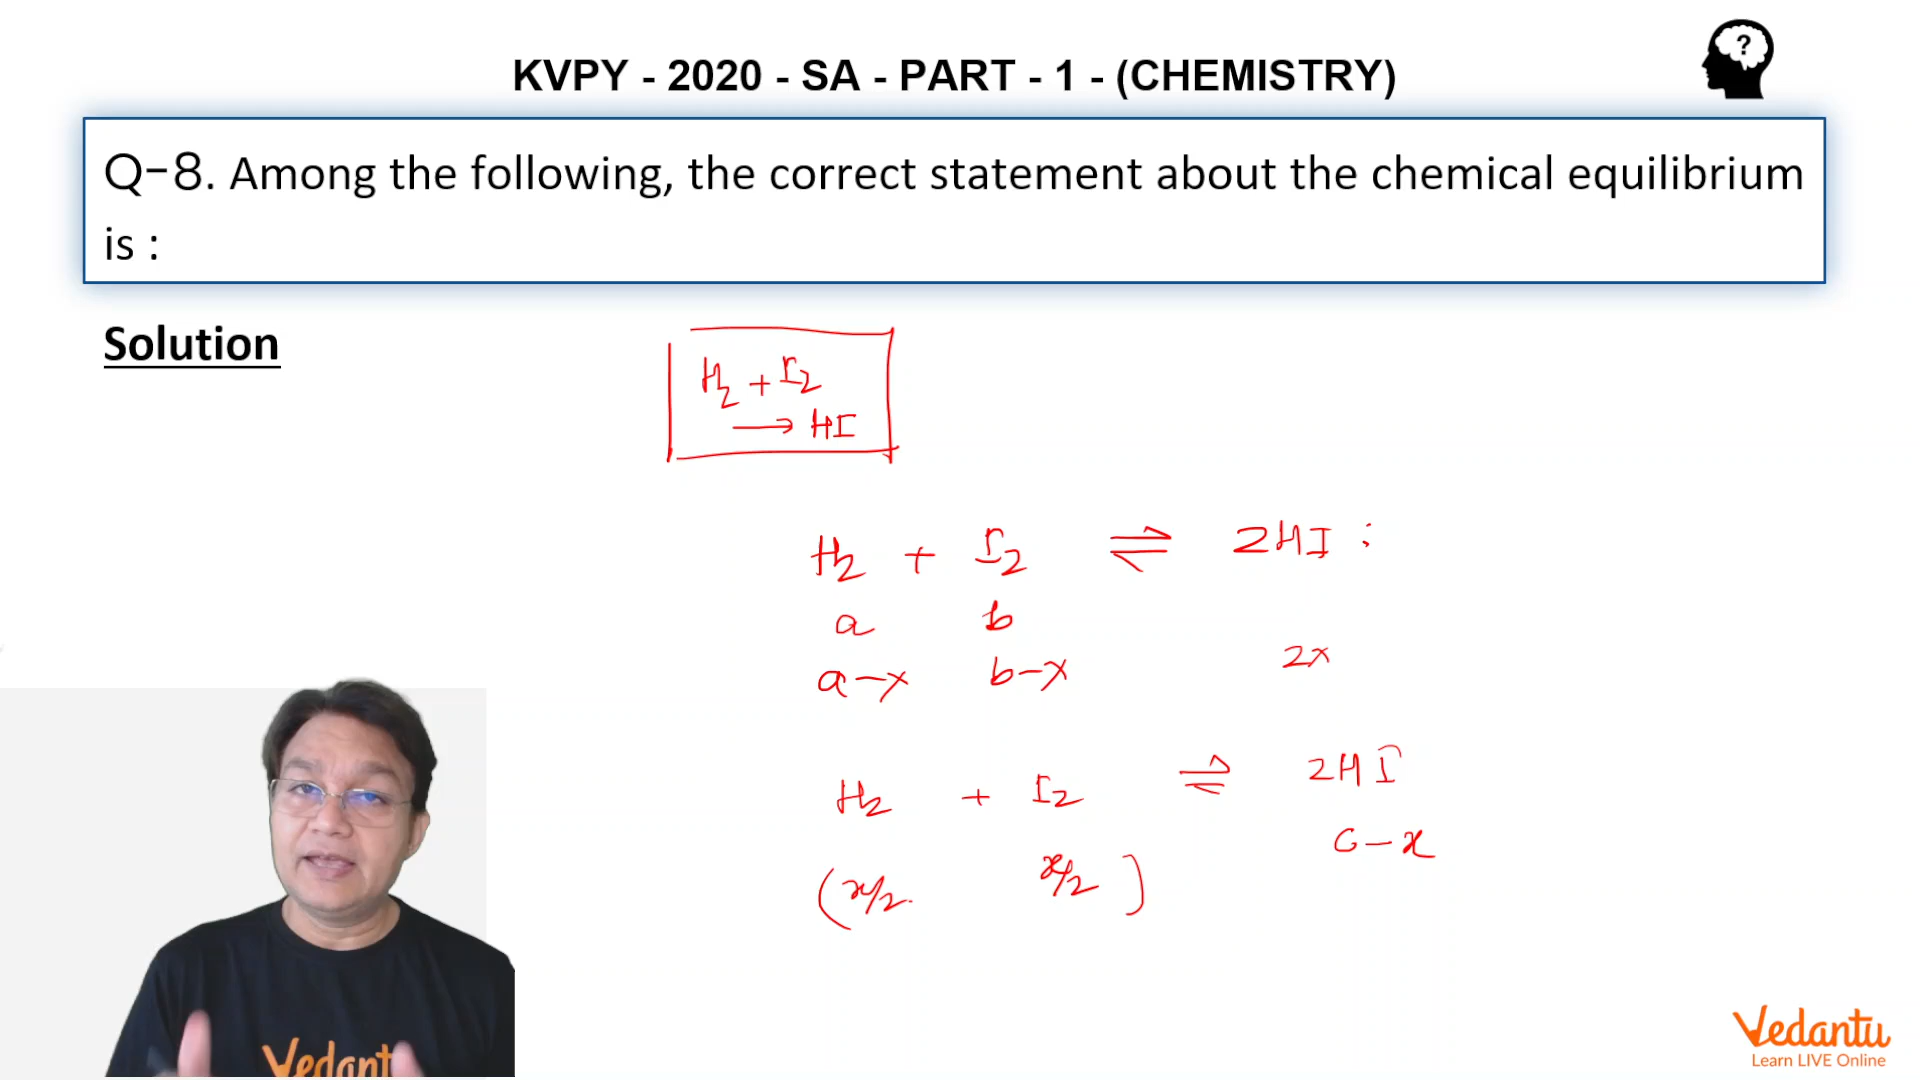 KVPY - 2020 - SA - PART - 1 - (CHEMISTRY)
?
Q-8. Among the following, the correct statement about the chemical equilibrium
is :
Solution
H₂ + I₂
⟶ HI
H₂ + I₂ ⇌ 2HI :
a b
a-x b-x 2x
H₂ + I₂ ⇌ 2HI
c-x
(x/2 x/2)
Vedantu
Vedantu
Learn LIVE Online